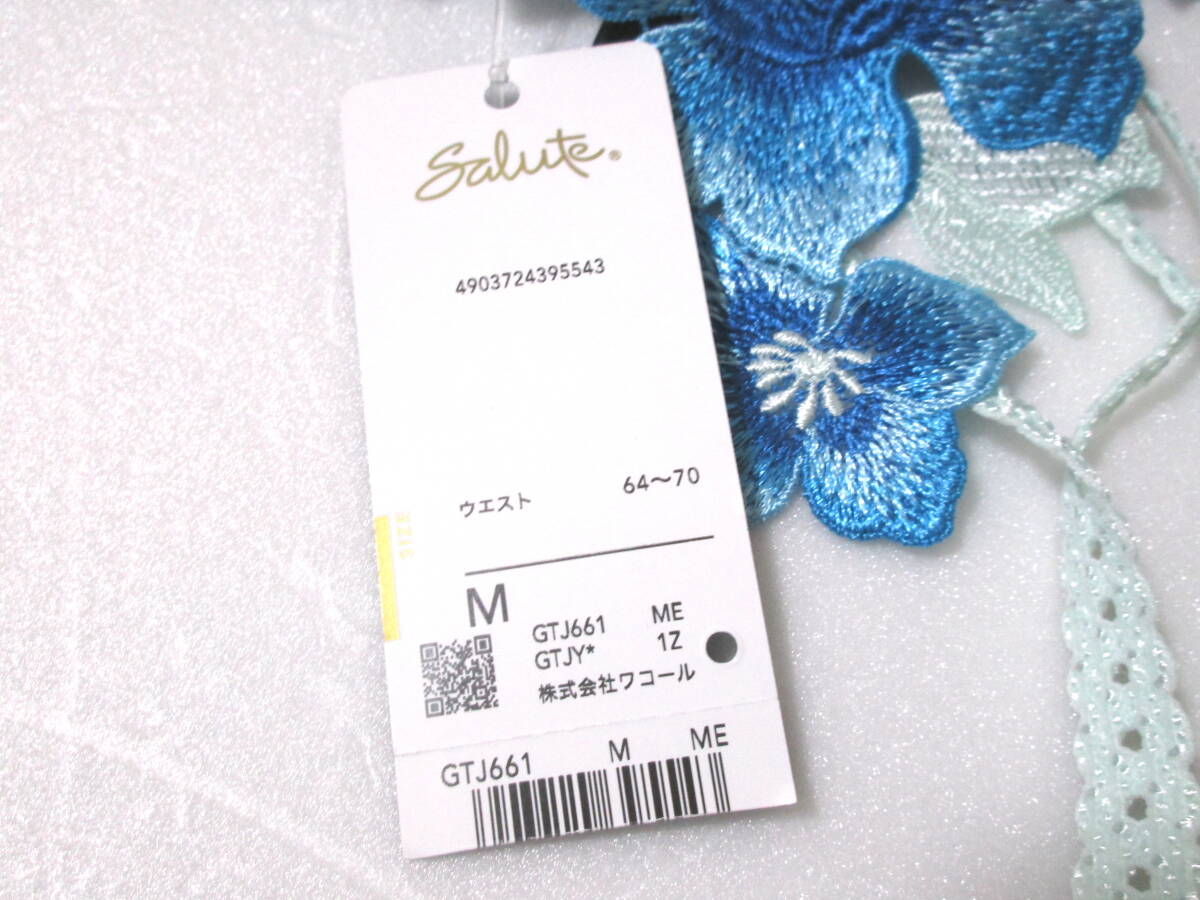 Salute®
4903724395543
ウエスト 64〜70
SIZE
M
GTJ661 ME
GTJY* 1Z
株式会社ワコール
GTJ661 M ME